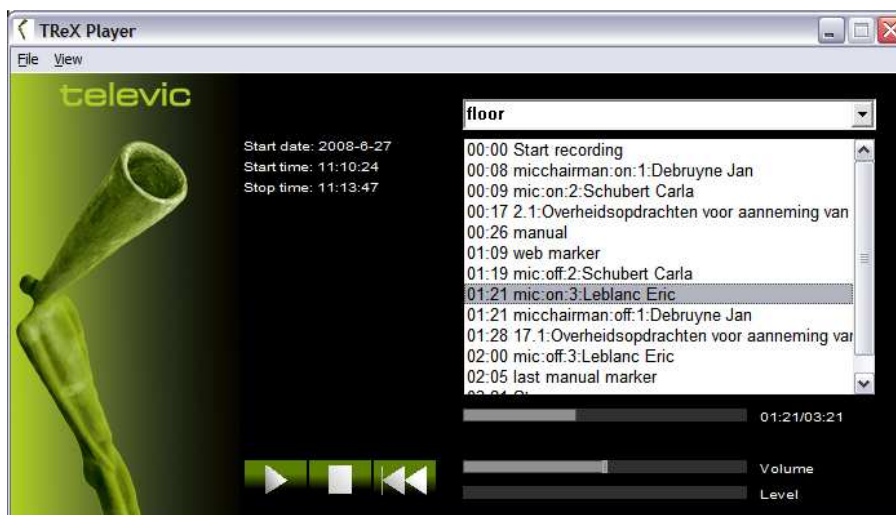 TReX Player
File View
televic
floor
Start date: 2008-6-27
Start time: 11:10:24
Stop time: 11:13:47
00:00 Start recording
00:08 micchairman:on:1:Debruyne Jan
00:09 mic:on:2:Schubert Carla
00:17 2.1:Overheidsopdrachten voor aanneming van
00:26 manual
01:09 web marker
01:19 mic:off:2:Schubert Carla
01:21 mic:on:3:Leblanc Eric
01:21 micchairman:off:1:Debruyne Jan
01:28 17.1:Overheidsopdrachten voor aanneming var
02:00 mic:off:3:Leblanc Eric
02:05 last manual marker
01:21/03:21
Volume
Level